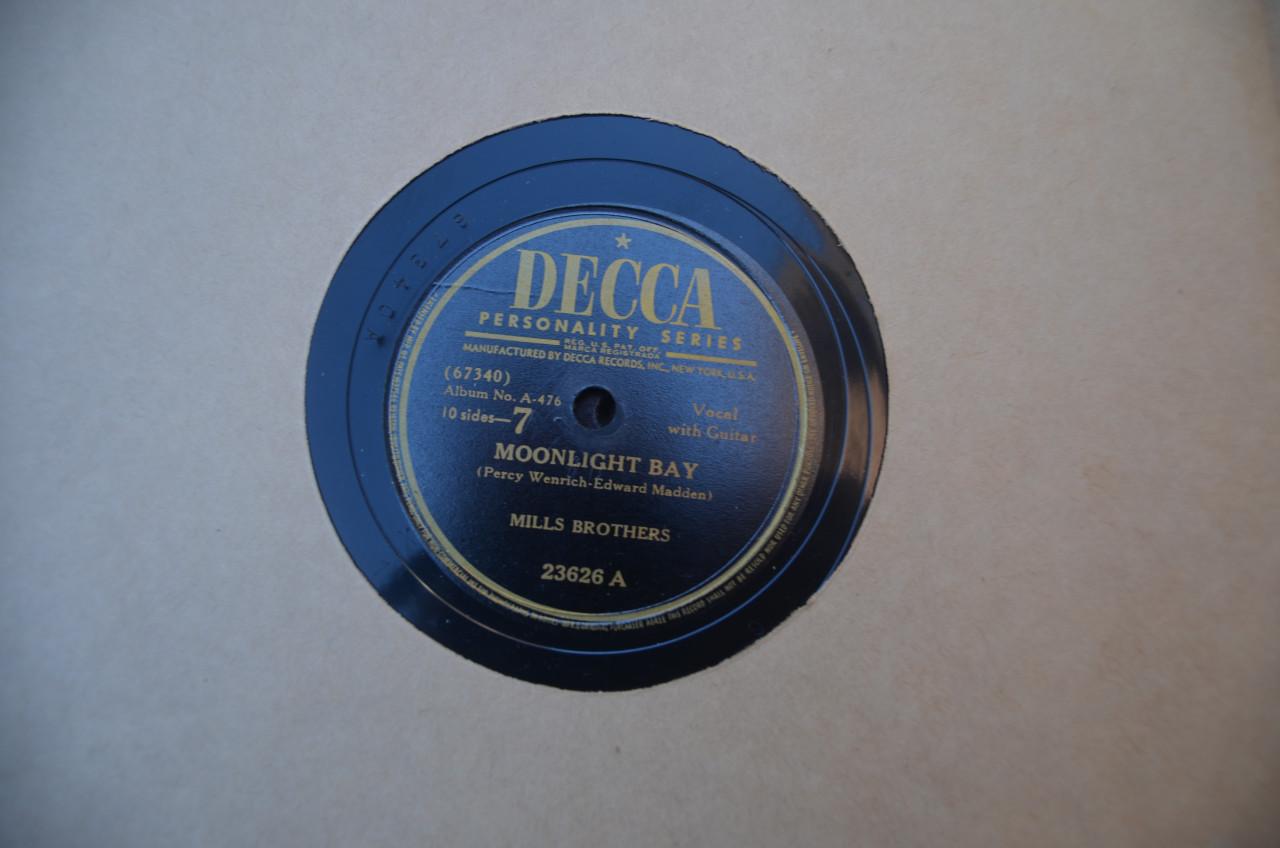 DECCA
PERSONALITY SERIES
REG. U.S. PAT. OFF.
MARCA REGISTRADA
MANUFACTURED BY DECCA RECORDS, INC., NEW YORK, U.S.A.
(67340)
Album No. A-476
10 sides—7
Vocal
with Guitar
MOONLIGHT BAY
(Percy Wenrich-Edward Madden)
MILLS BROTHERS
23626 A